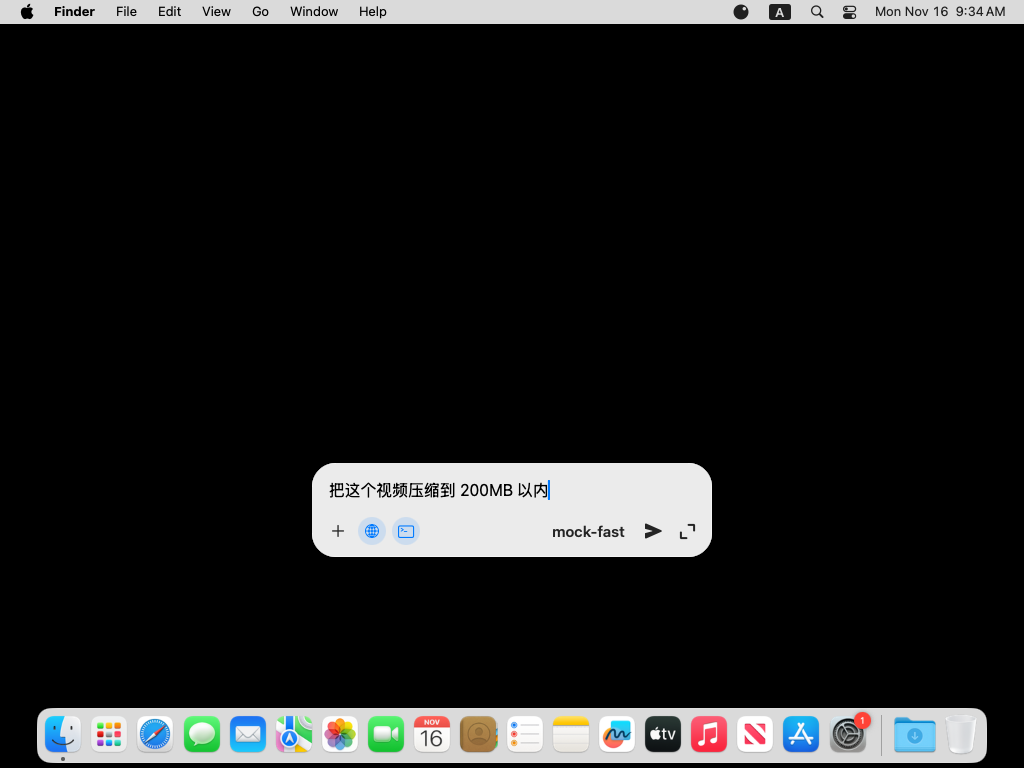 Finder File Edit View Go Window Help A Mon Nov 16 9:34 AM
把这个视频压缩到 200MB 以内
mock-fast
NOV
16
tv
1